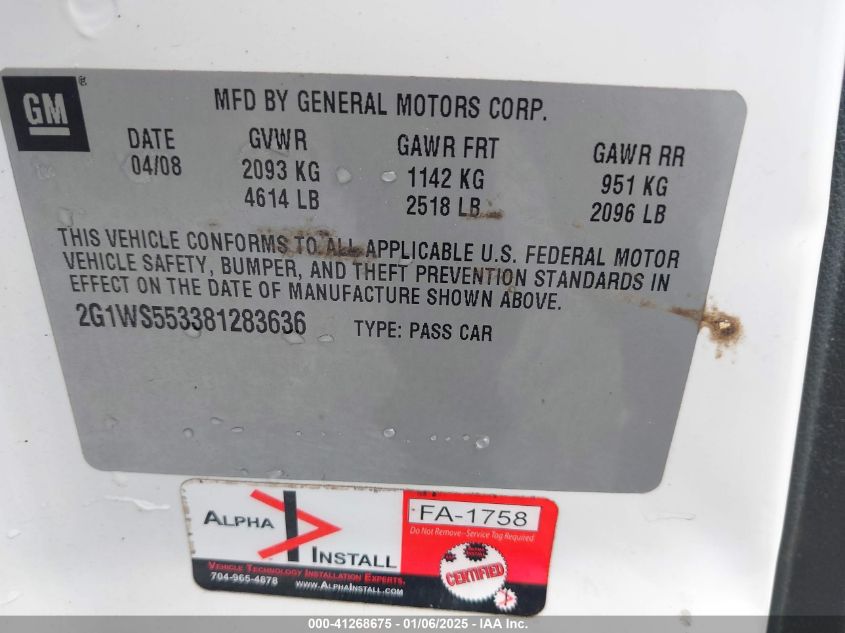 GM®
MFD BY GENERAL MOTORS CORP.
DATE GVWR GAWR FRT GAWR RR
04/08 2093 KG 1142 KG 951 KG
4614 LB 2518 LB 2096 LB
THIS VEHICLE CONFORMS TO ALL APPLICABLE U.S. FEDERAL MOTOR
VEHICLE SAFETY, BUMPER, AND THEFT PREVENTION STANDARDS IN
EFFECT ON THE DATE OF MANUFACTURE SHOWN ABOVE.
2G1WS553381283636 TYPE: PASS CAR
ALPHA INSTALL
VEHICLE TECHNOLOGY INSTALLATION EXPERTS.
704-965-4878 WWW.ALPHAINSTALL.COM
FA-1758
Do Not Remove - Service Tag Required
CERTIFIED
000-41268675 - 01/06/2025 - © IAA Inc.